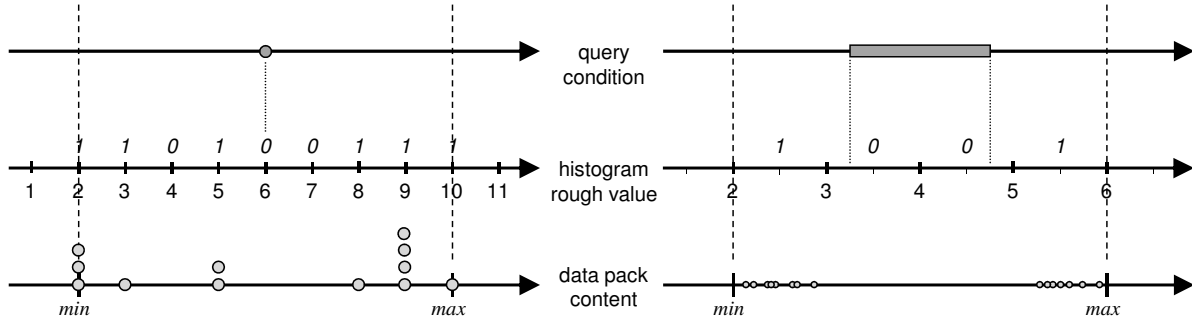 query
condition
1 1 0 1 0 0 1 1 1
1 0 0 1
histogram
rough value
1 2 3 4 5 6 7 8 9 10 11
2 3 4 5 6
data pack
content
min max
min max